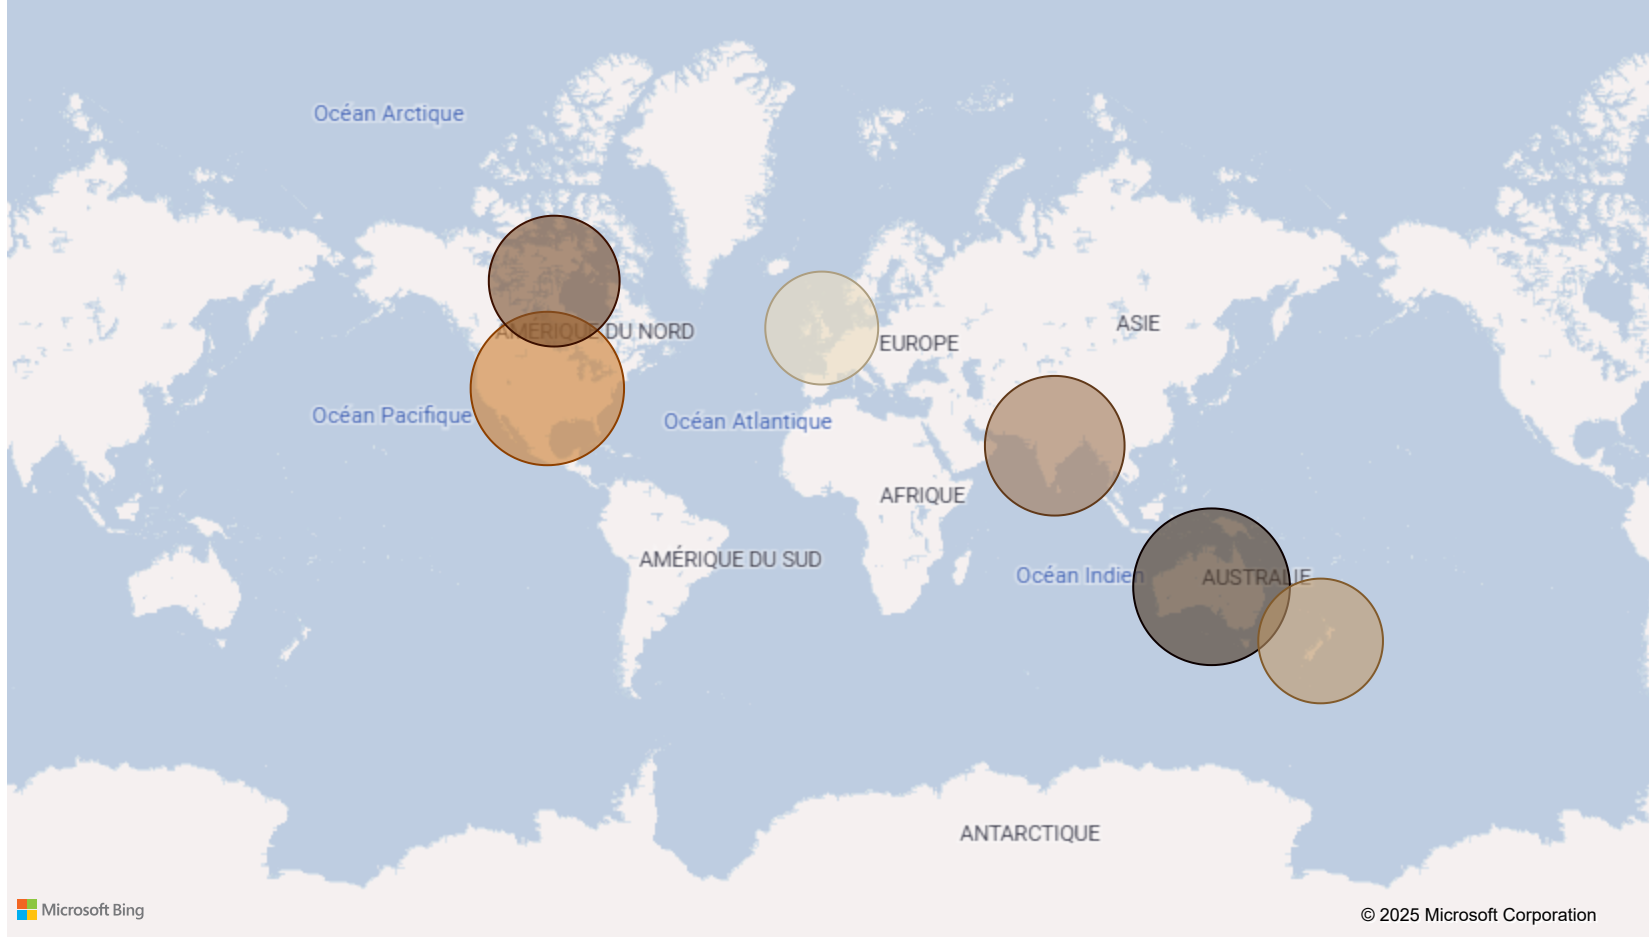 Océan Arctique
ASIE
AMÉRIQUE DU NORD
EUROPE
Océan Pacifique
Océan Atlantique
AFRIQUE
AMÉRIQUE DU SUD
Océan Indien
AUSTRALIE
ANTARCTIQUE
Microsoft Bing
© 2025 Microsoft Corporation